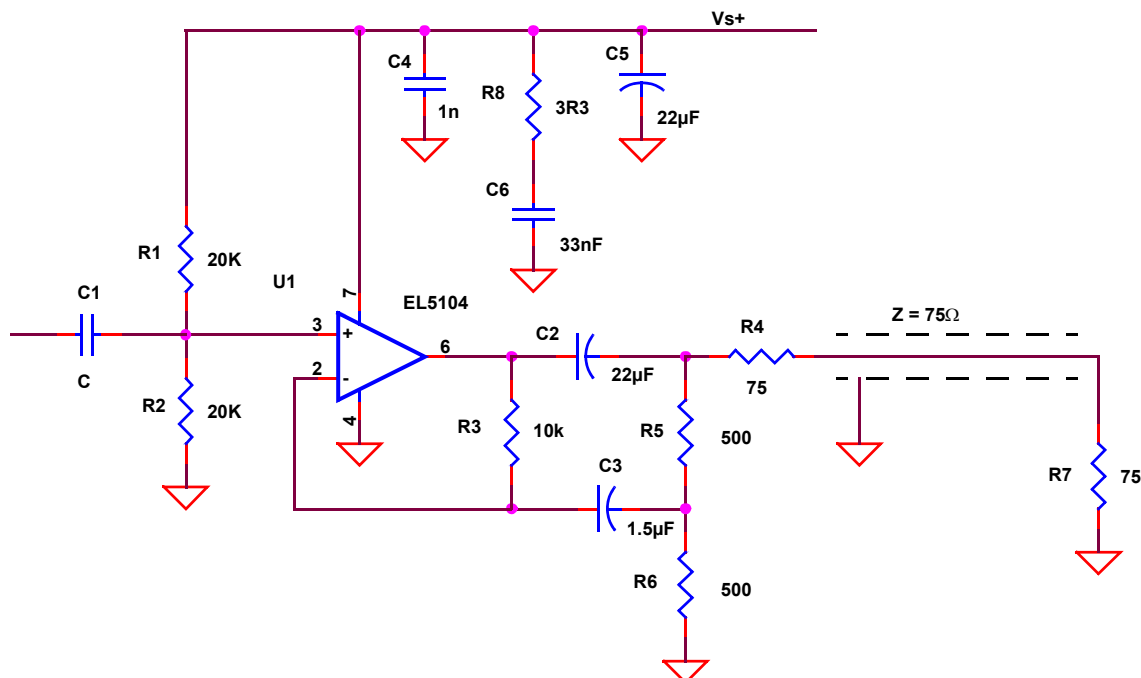 Vs+
C4
1n
R8
3R3
C5
22µF
C6
33nF
R1
20K
U1
7
EL5104
C1
C
3
+
6
2
-
4
R2
20K
C2
22µF
R4
75
Z = 75Ω
R3
10k
R5
500
C3
1.5µF
R7
75
R6
500